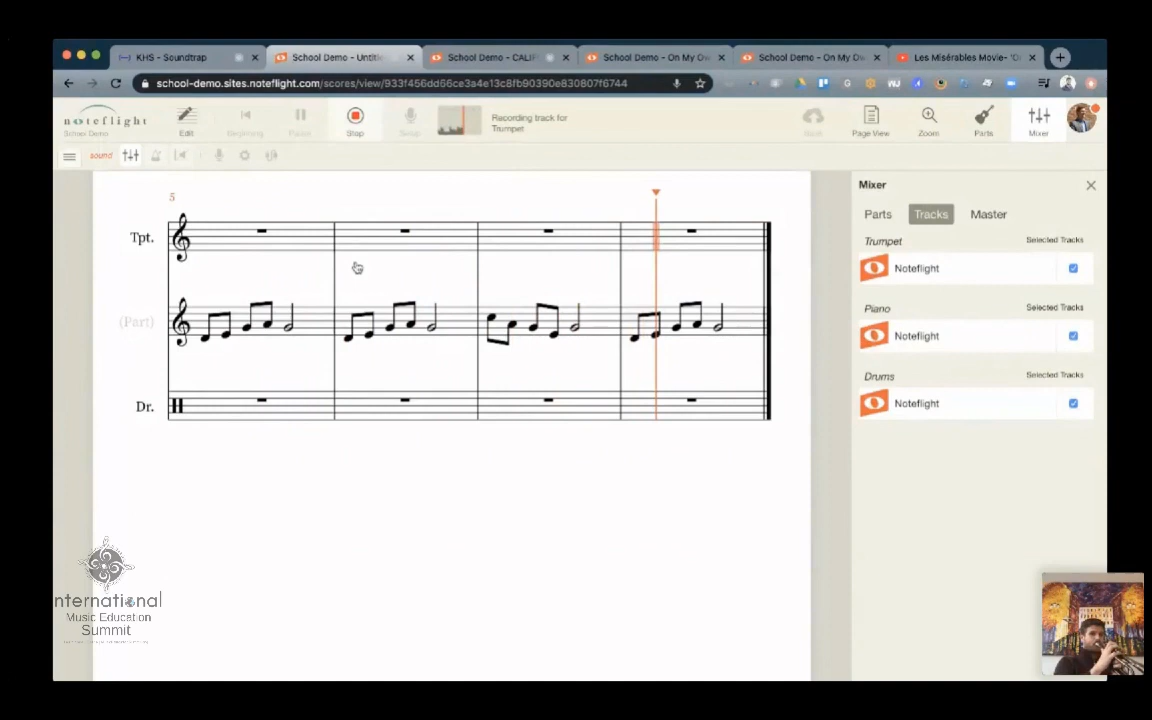 KHS - Soundtrap
School Demo - Untitl
School Demo - CALIF
School Demo - On My Ow
School Demo - On My Ow
Les Misérables Movie- 'O
school-demo.sites.noteflight.com/scores/view/933f456dd66ce3a4e13c8fb90390e830807f6744
noteflight
School Demo
Edit
Beginning
Pause
Stop
Recording track for
Trumpet
Page View
Zoom
Parts
Mixer
sound
5
Tpt.
(Part)
Dr.
Mixer
Parts
Tracks
Master
Trumpet
Selected Tracks
Noteflight
Piano
Selected Tracks
Noteflight
Drums
Selected Tracks
Noteflight
International
Music Education
Summit